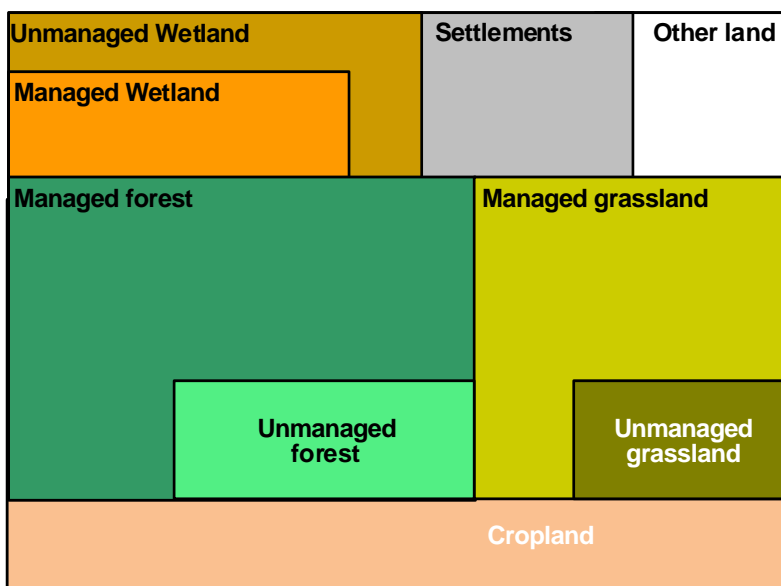 Unmanaged Wetland
Settlements
Other land
Managed Wetland
Managed forest
Managed grassland
Unmanaged
forest
Unmanaged
grassland
Cropland